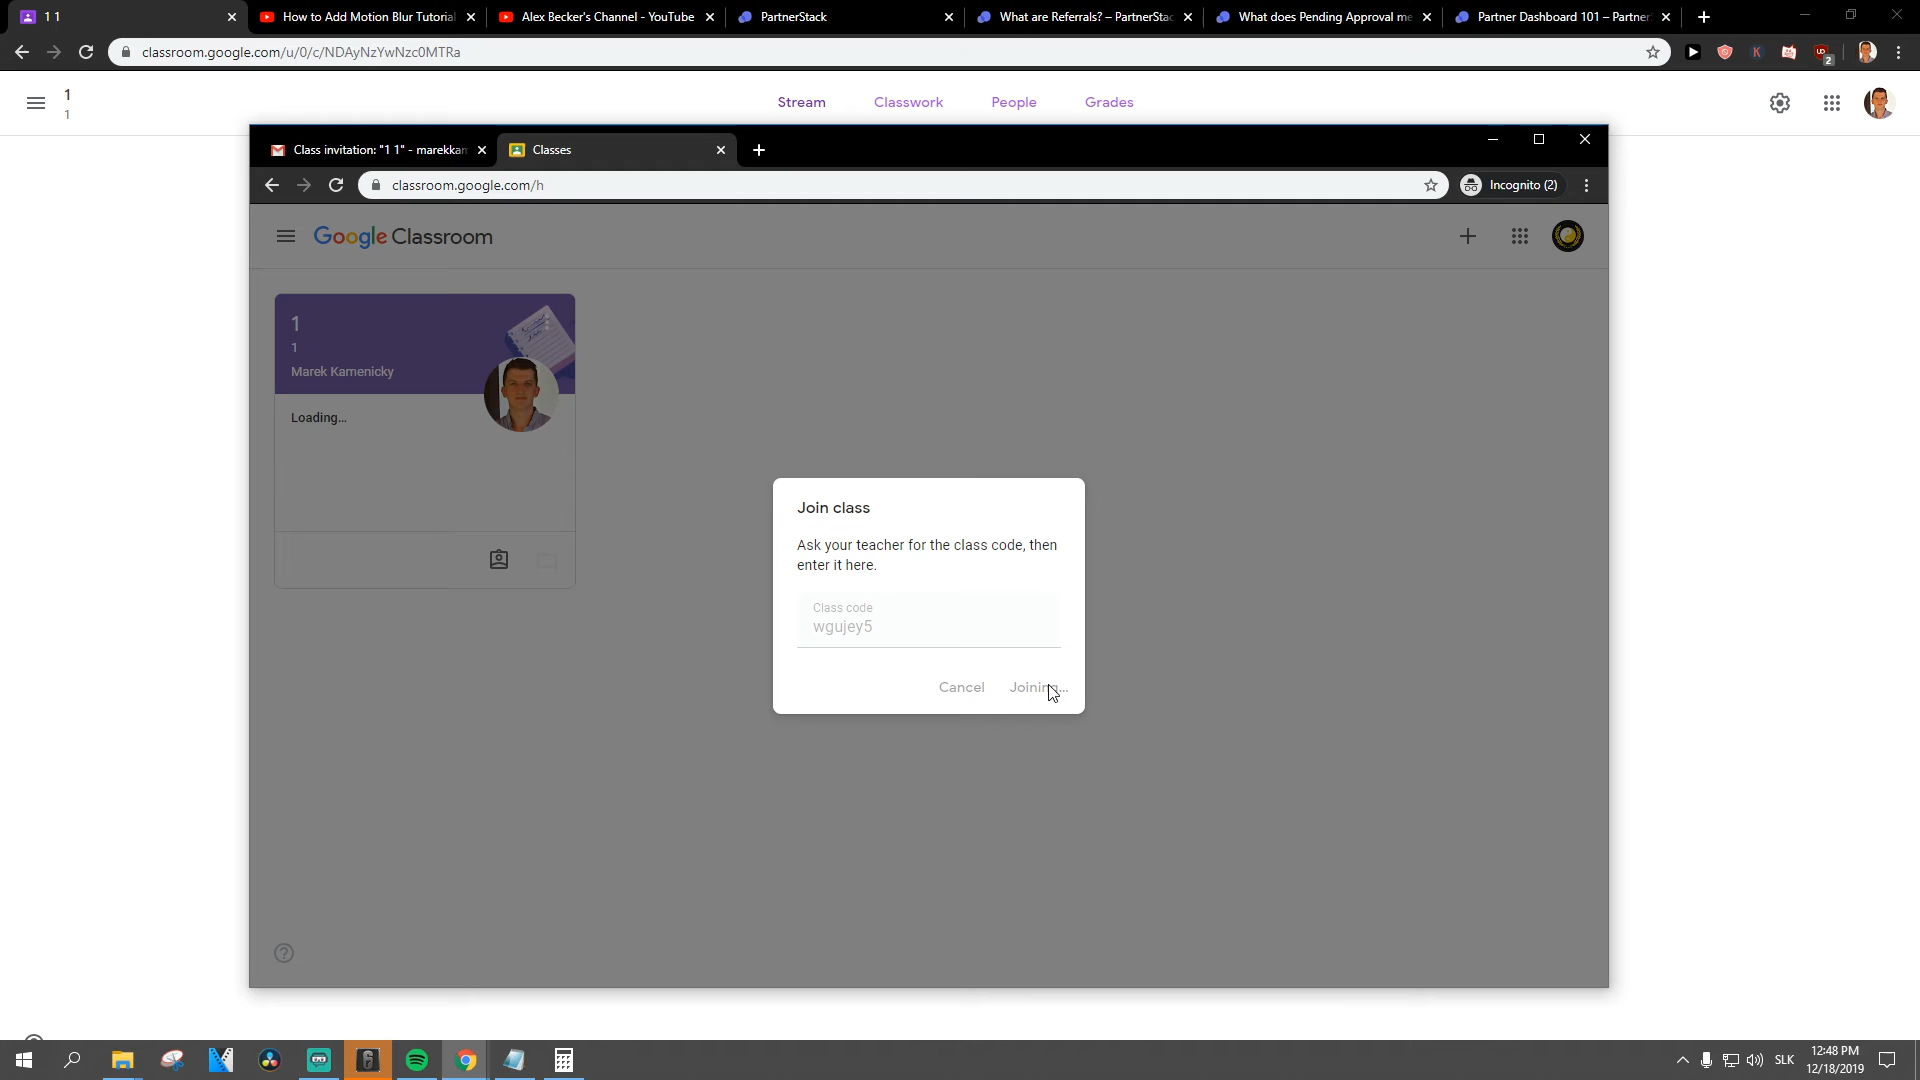 1 1
How to Add Motion Blur Tutorial
Alex Becker's Channel - YouTube
PartnerStack
What are Referrals? – PartnerStac
What does Pending Approval me
Partner Dashboard 101 – Partner
classroom.google.com/u/0/c/NDAyNzYwNzc0MTRa
K
2
1
1
Stream
Classwork
People
Grades
Class invitation: "1 1" - marekkam
Classes
classroom.google.com/h
Incognito (2)
Google Classroom
1
1
Marek Kamenicky
Loading...
Join class
Ask your teacher for the class code, then
enter it here.
Class code
wgujey5
Cancel
Joining...
SLK
12:48 PM
12/18/2019